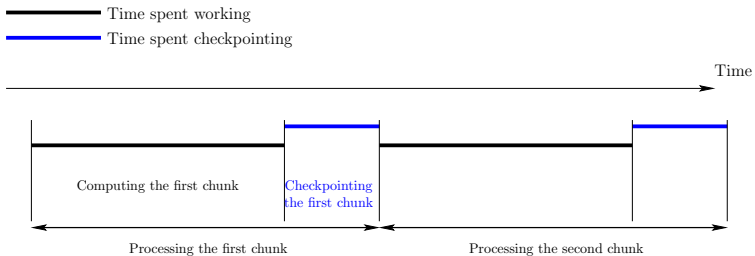 Time spent working
Time spent checkpointing
Time
Computing the first chunk
Checkpointing
the first chunk
Processing the first chunk
Processing the second chunk